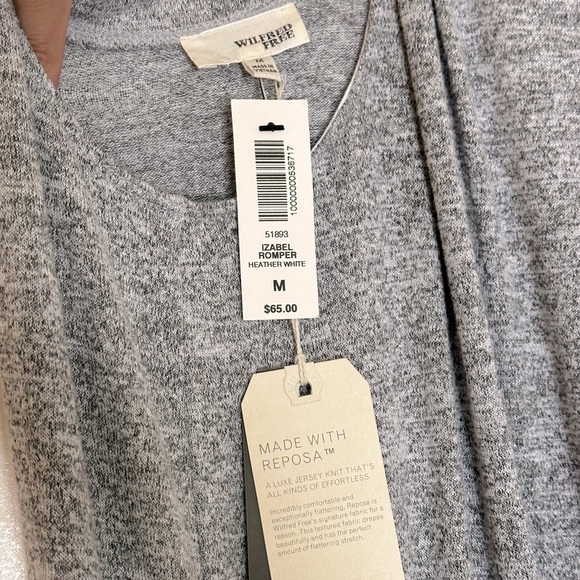 WILFRED
FREE
M
MADE IN
VIETNAM
10000000536717
51893
IZABEL
ROMPER
HEATHER WHITE
M
$65.00
MADE WITH
REPOSA™
A LUXE JERSEY KNIT THAT'S
ALL KINDS OF EFFORTLESS
Incredibly comfortable and
exceptionally flattering, Reposa is
Wilfred Free's signature fabric for a
reason. This textured fabric drapes
beautifully and has the perfect
amount of flattering stretch.